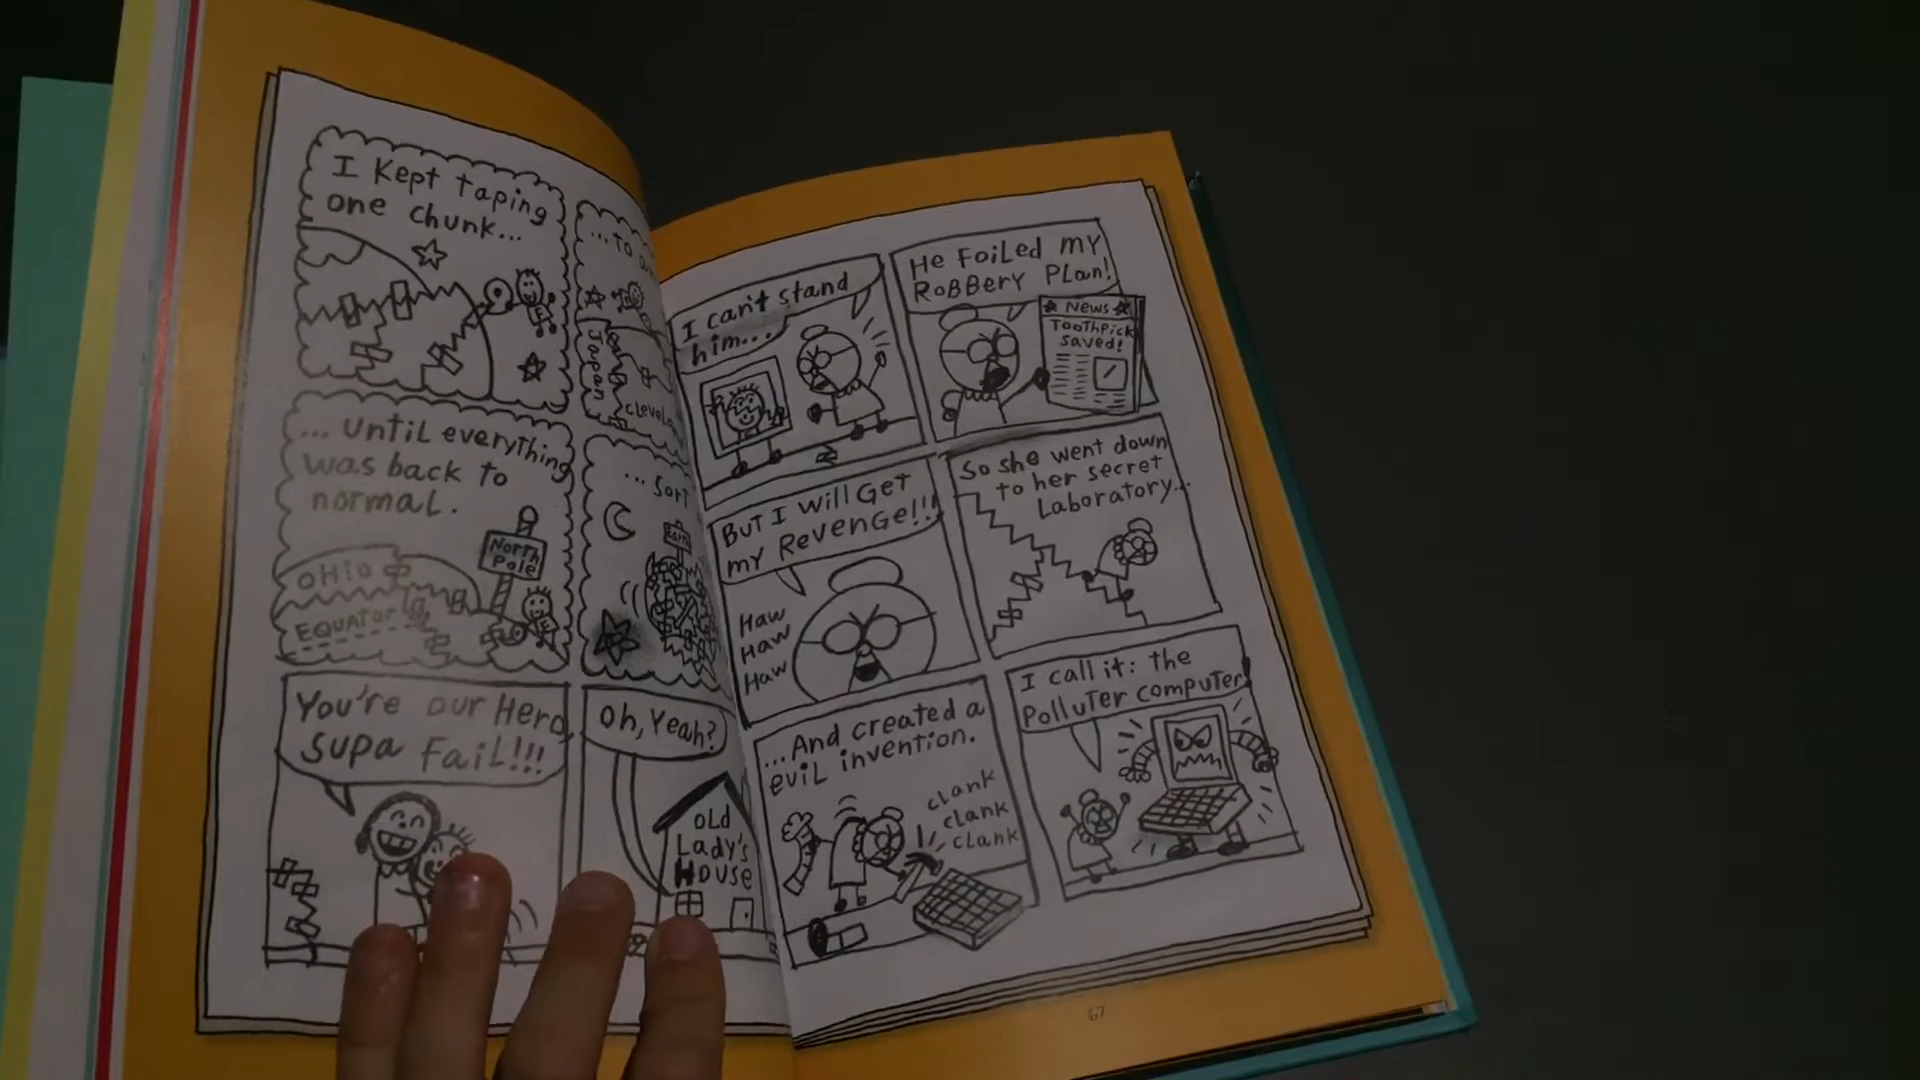 I Kept taping
one chunk...
E
...to
Japan
... until everything
was back to
normal.
North
Pole
OHIO
EQUATOR
E
...sort
Earth
You're our Hero,
supa Fail!!!
Oh, Yeah?
OLD
Lady's
House
I can't stand
him...
He Foiled my
RobbEry Plan!
News
TOOTHPick
Saved!
But I will Get
my Revenge!!!
Haw
Haw
Haw
So she went down
to her secret
Laboratory...
...And created a
evil invention.
clank
clank
clank
I call it: the
Polluter computer!
67